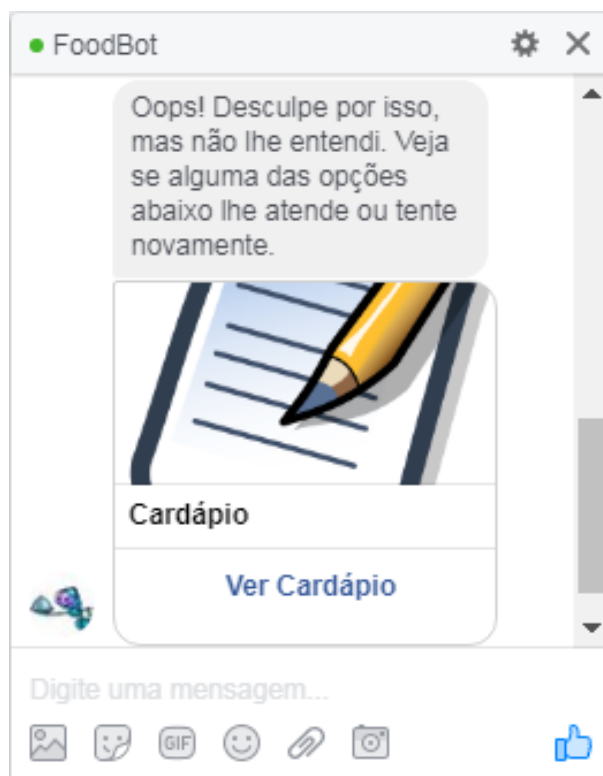 FoodBot
Oops! Desculpe por isso,
mas não lhe entendi. Veja
se alguma das opções
abaixo lhe atende ou tente
novamente.
Cardápio
Ver Cardápio
Digite uma mensagem...
GIF